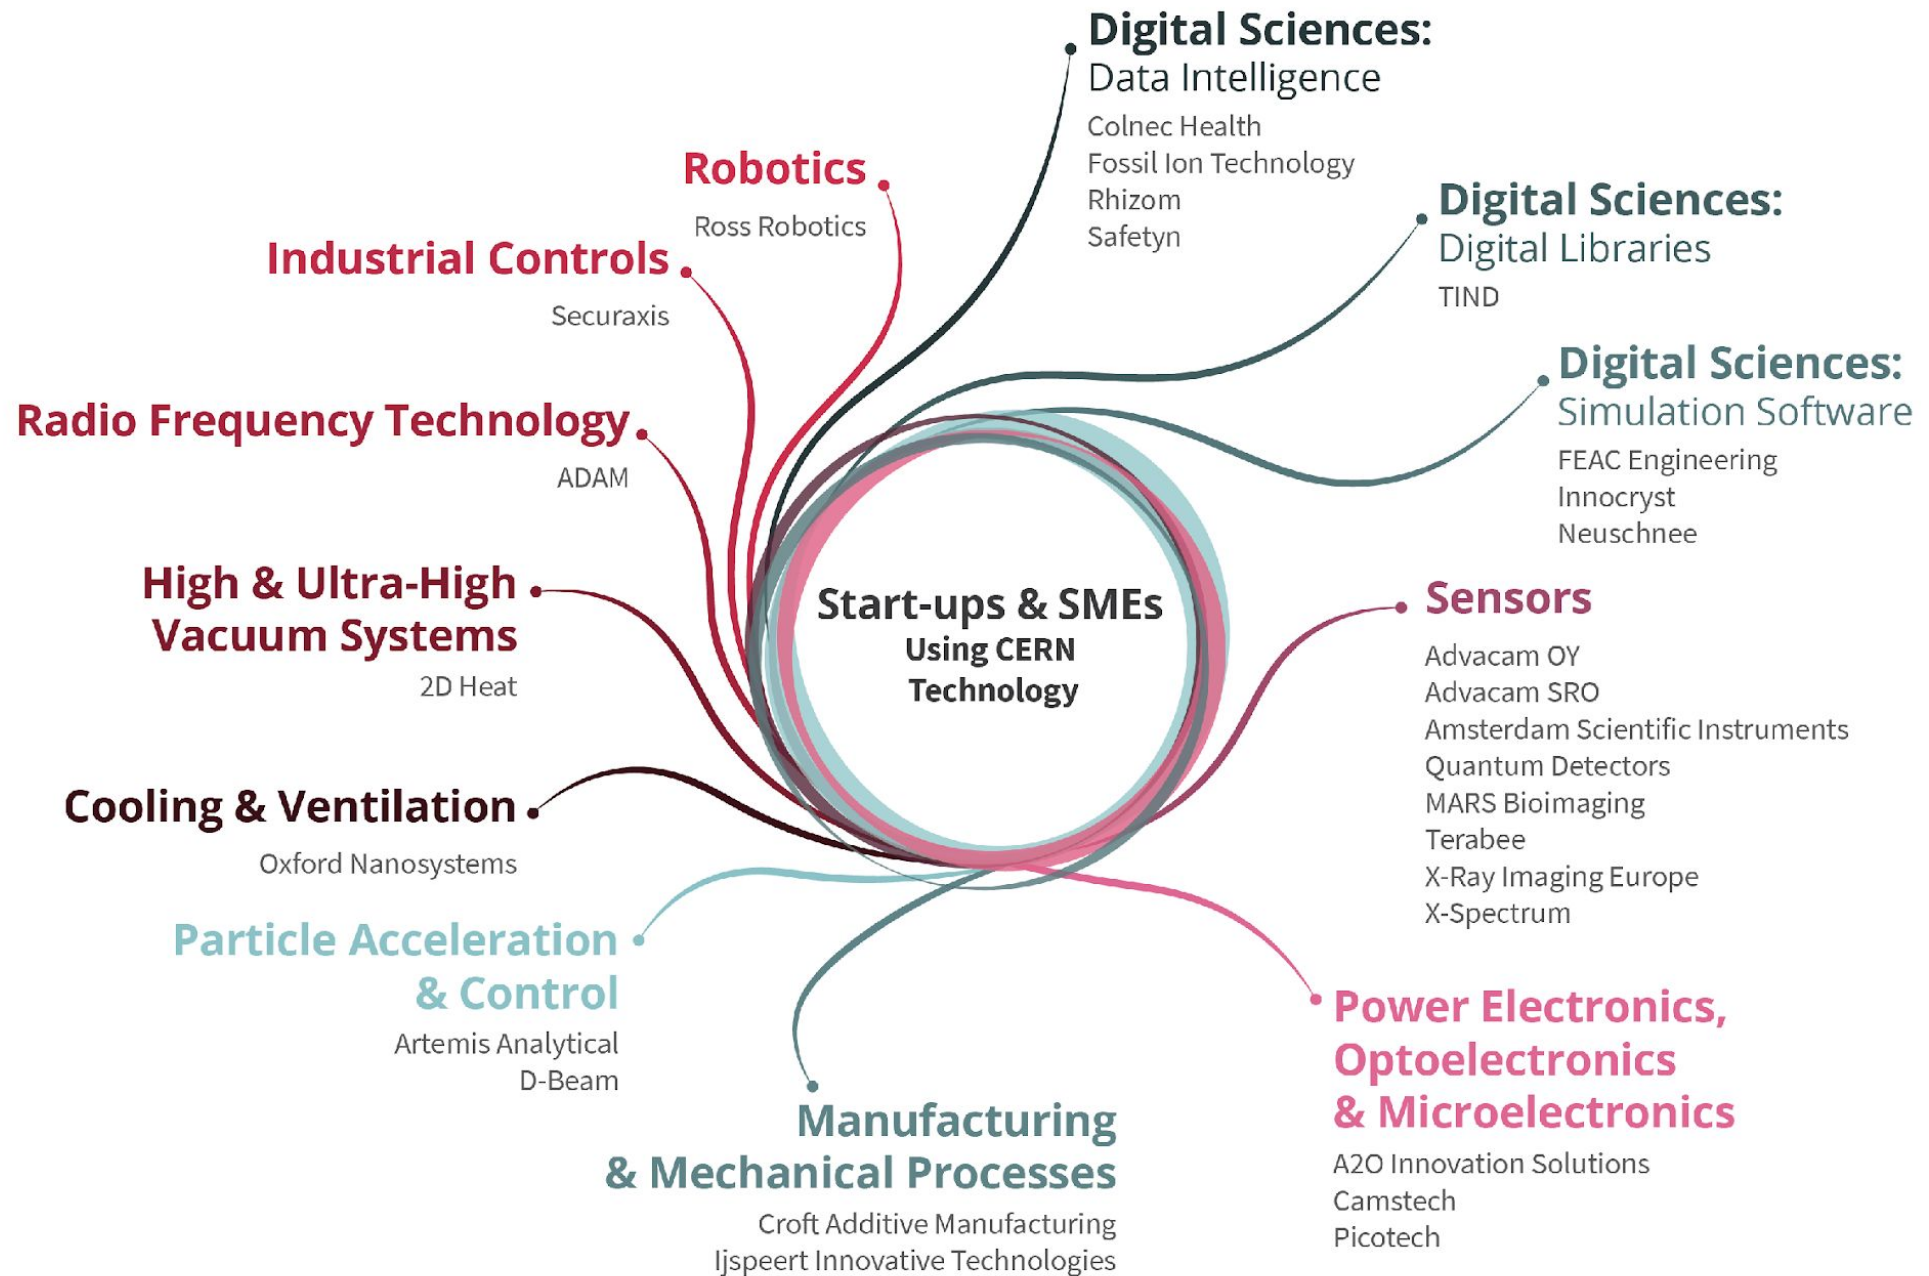 Digital Sciences:
Data Intelligence
Colnec Health
Fossil Ion Technology
Rhizom
Safetyn
Digital Sciences:
Digital Libraries
TIND
Digital Sciences:
Simulation Software
FEAC Engineering
Innocryst
Neuschnee
Sensors
Advacam OY
Advacam SRO
Amsterdam Scientific Instruments
Quantum Detectors
MARS Bioimaging
Terabee
X-Ray Imaging Europe
X-Spectrum
Power Electronics,
Optoelectronics
& Microelectronics
A2O Innovation Solutions
Camstech
Picotech
Manufacturing
& Mechanical Processes
Croft Additive Manufacturing
Ijspeert Innovative Technologies
Particle Acceleration
& Control
Artemis Analytical
D-Beam
Cooling & Ventilation
Oxford Nanosystems
High & Ultra-High
Vacuum Systems
2D Heat
Radio Frequency Technology
ADAM
Industrial Controls
Securaxis
Robotics
Ross Robotics
Start-ups & SMEs
Using CERN
Technology